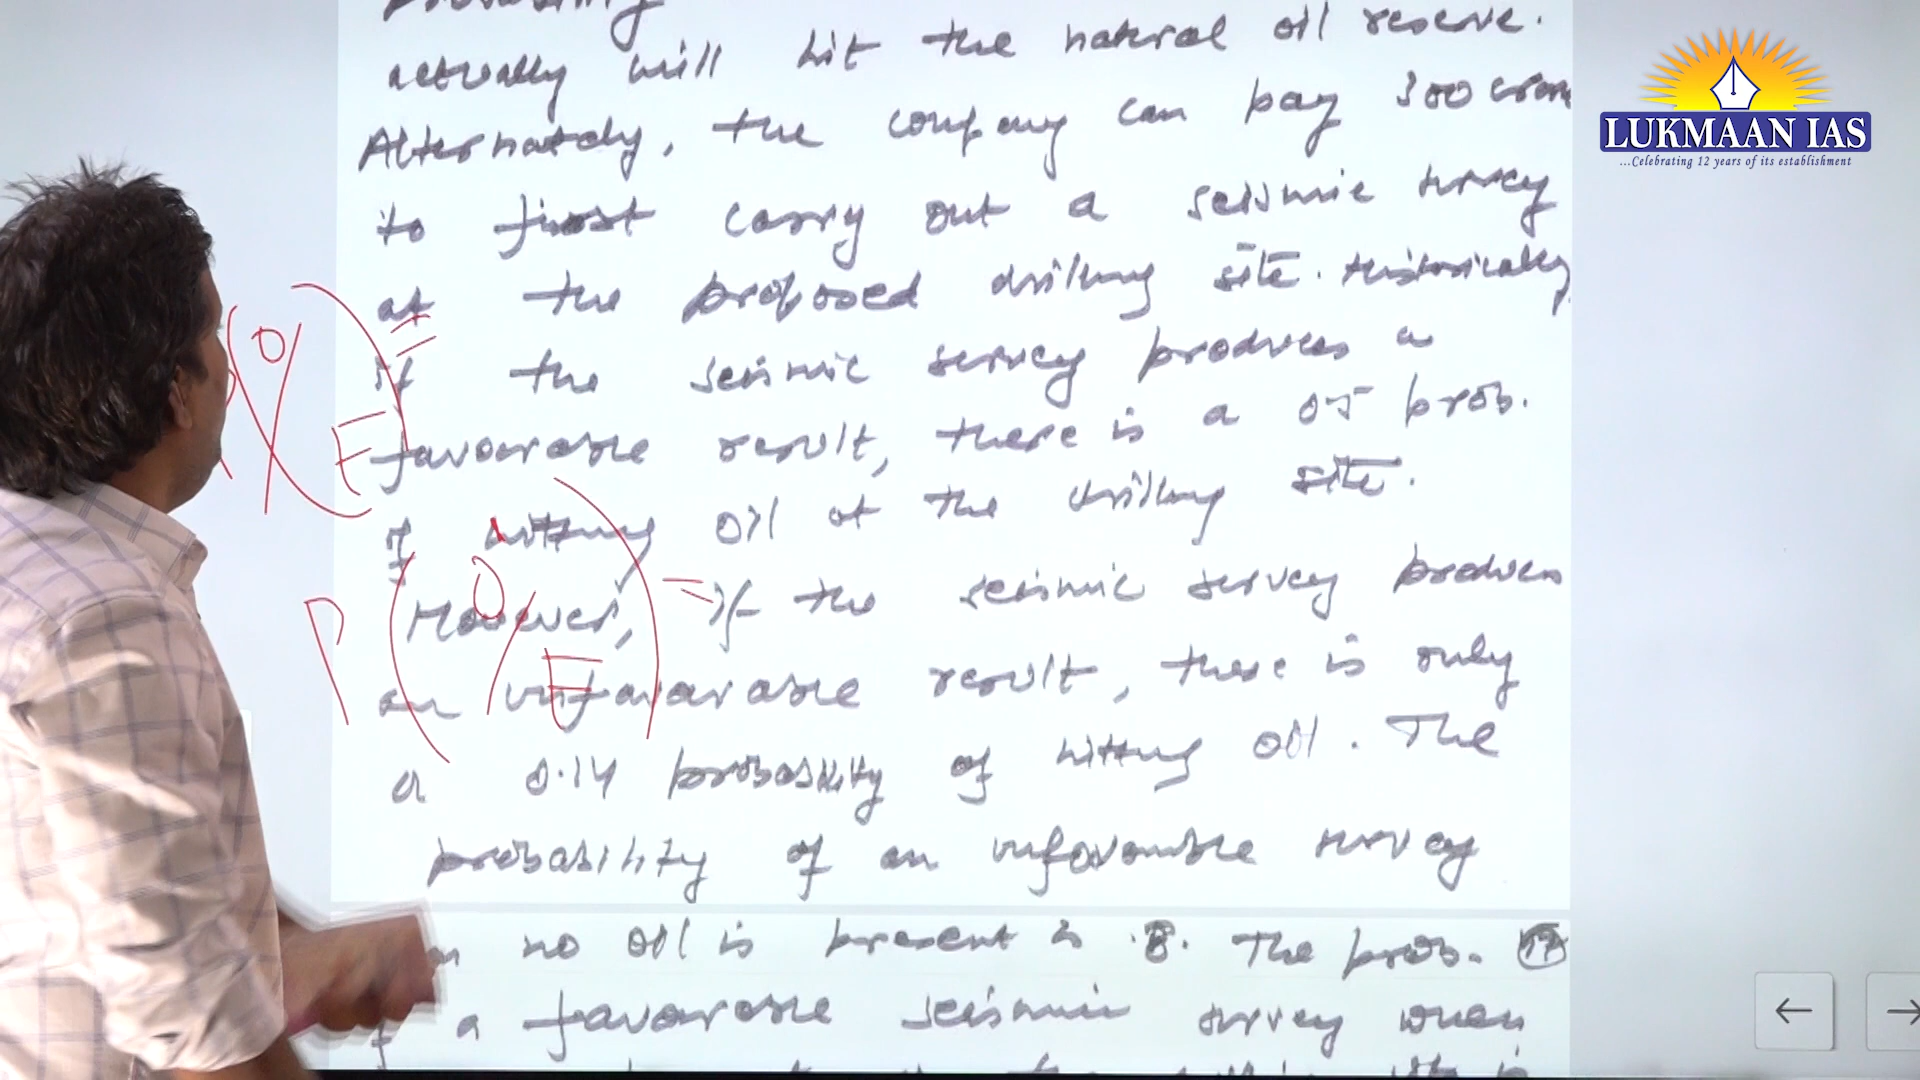 probability
actually will hit the natural oil reserve.
Alternately, the company can pay 300 crore
to first carry out a seismic survey
at the proposed drilling site. Historically,
if the seismic survey produces a
favourable result, there is a 0.5 prob.
of hitting oil at the drilling site.
However, if the seismic survey produces
an unfavourable result, there is only
a 0.14 probability of hitting oil. The
probability of an unfavourable survey
no oil is present is .8. The prob. 17
a favourable seismic survey when
(O/E)
P(O/E) =
LUKMAAN IAS
...Celebrating 12 years of its establishment